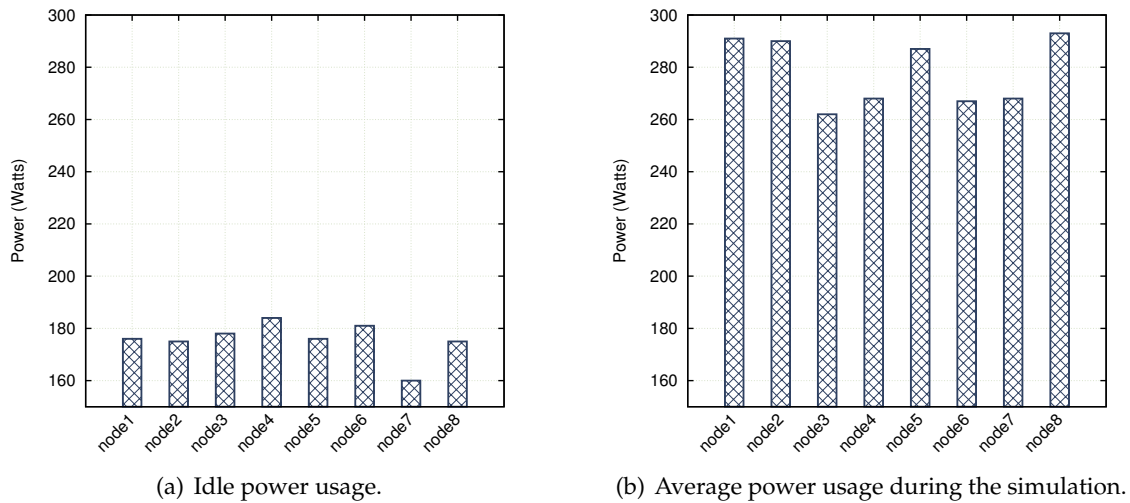 300
280
260
240
220
200
180
160
Power (Watts)
node1
node2
node3
node4
node5
node6
node7
node8
(a) Idle power usage.
300
280
260
240
220
200
180
160
Power (Watts)
node1
node2
node3
node4
node5
node6
node7
node8
(b) Average power usage during the simulation.